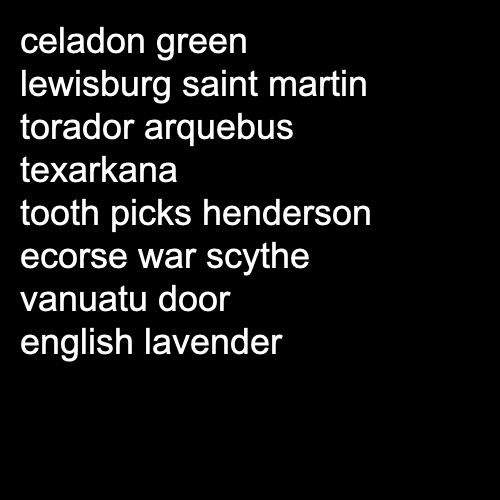 celadon green
lewisburg saint martin
torador arquebus
texarkana
tooth picks henderson
ecorse war scythe
vanuatu door
english lavender